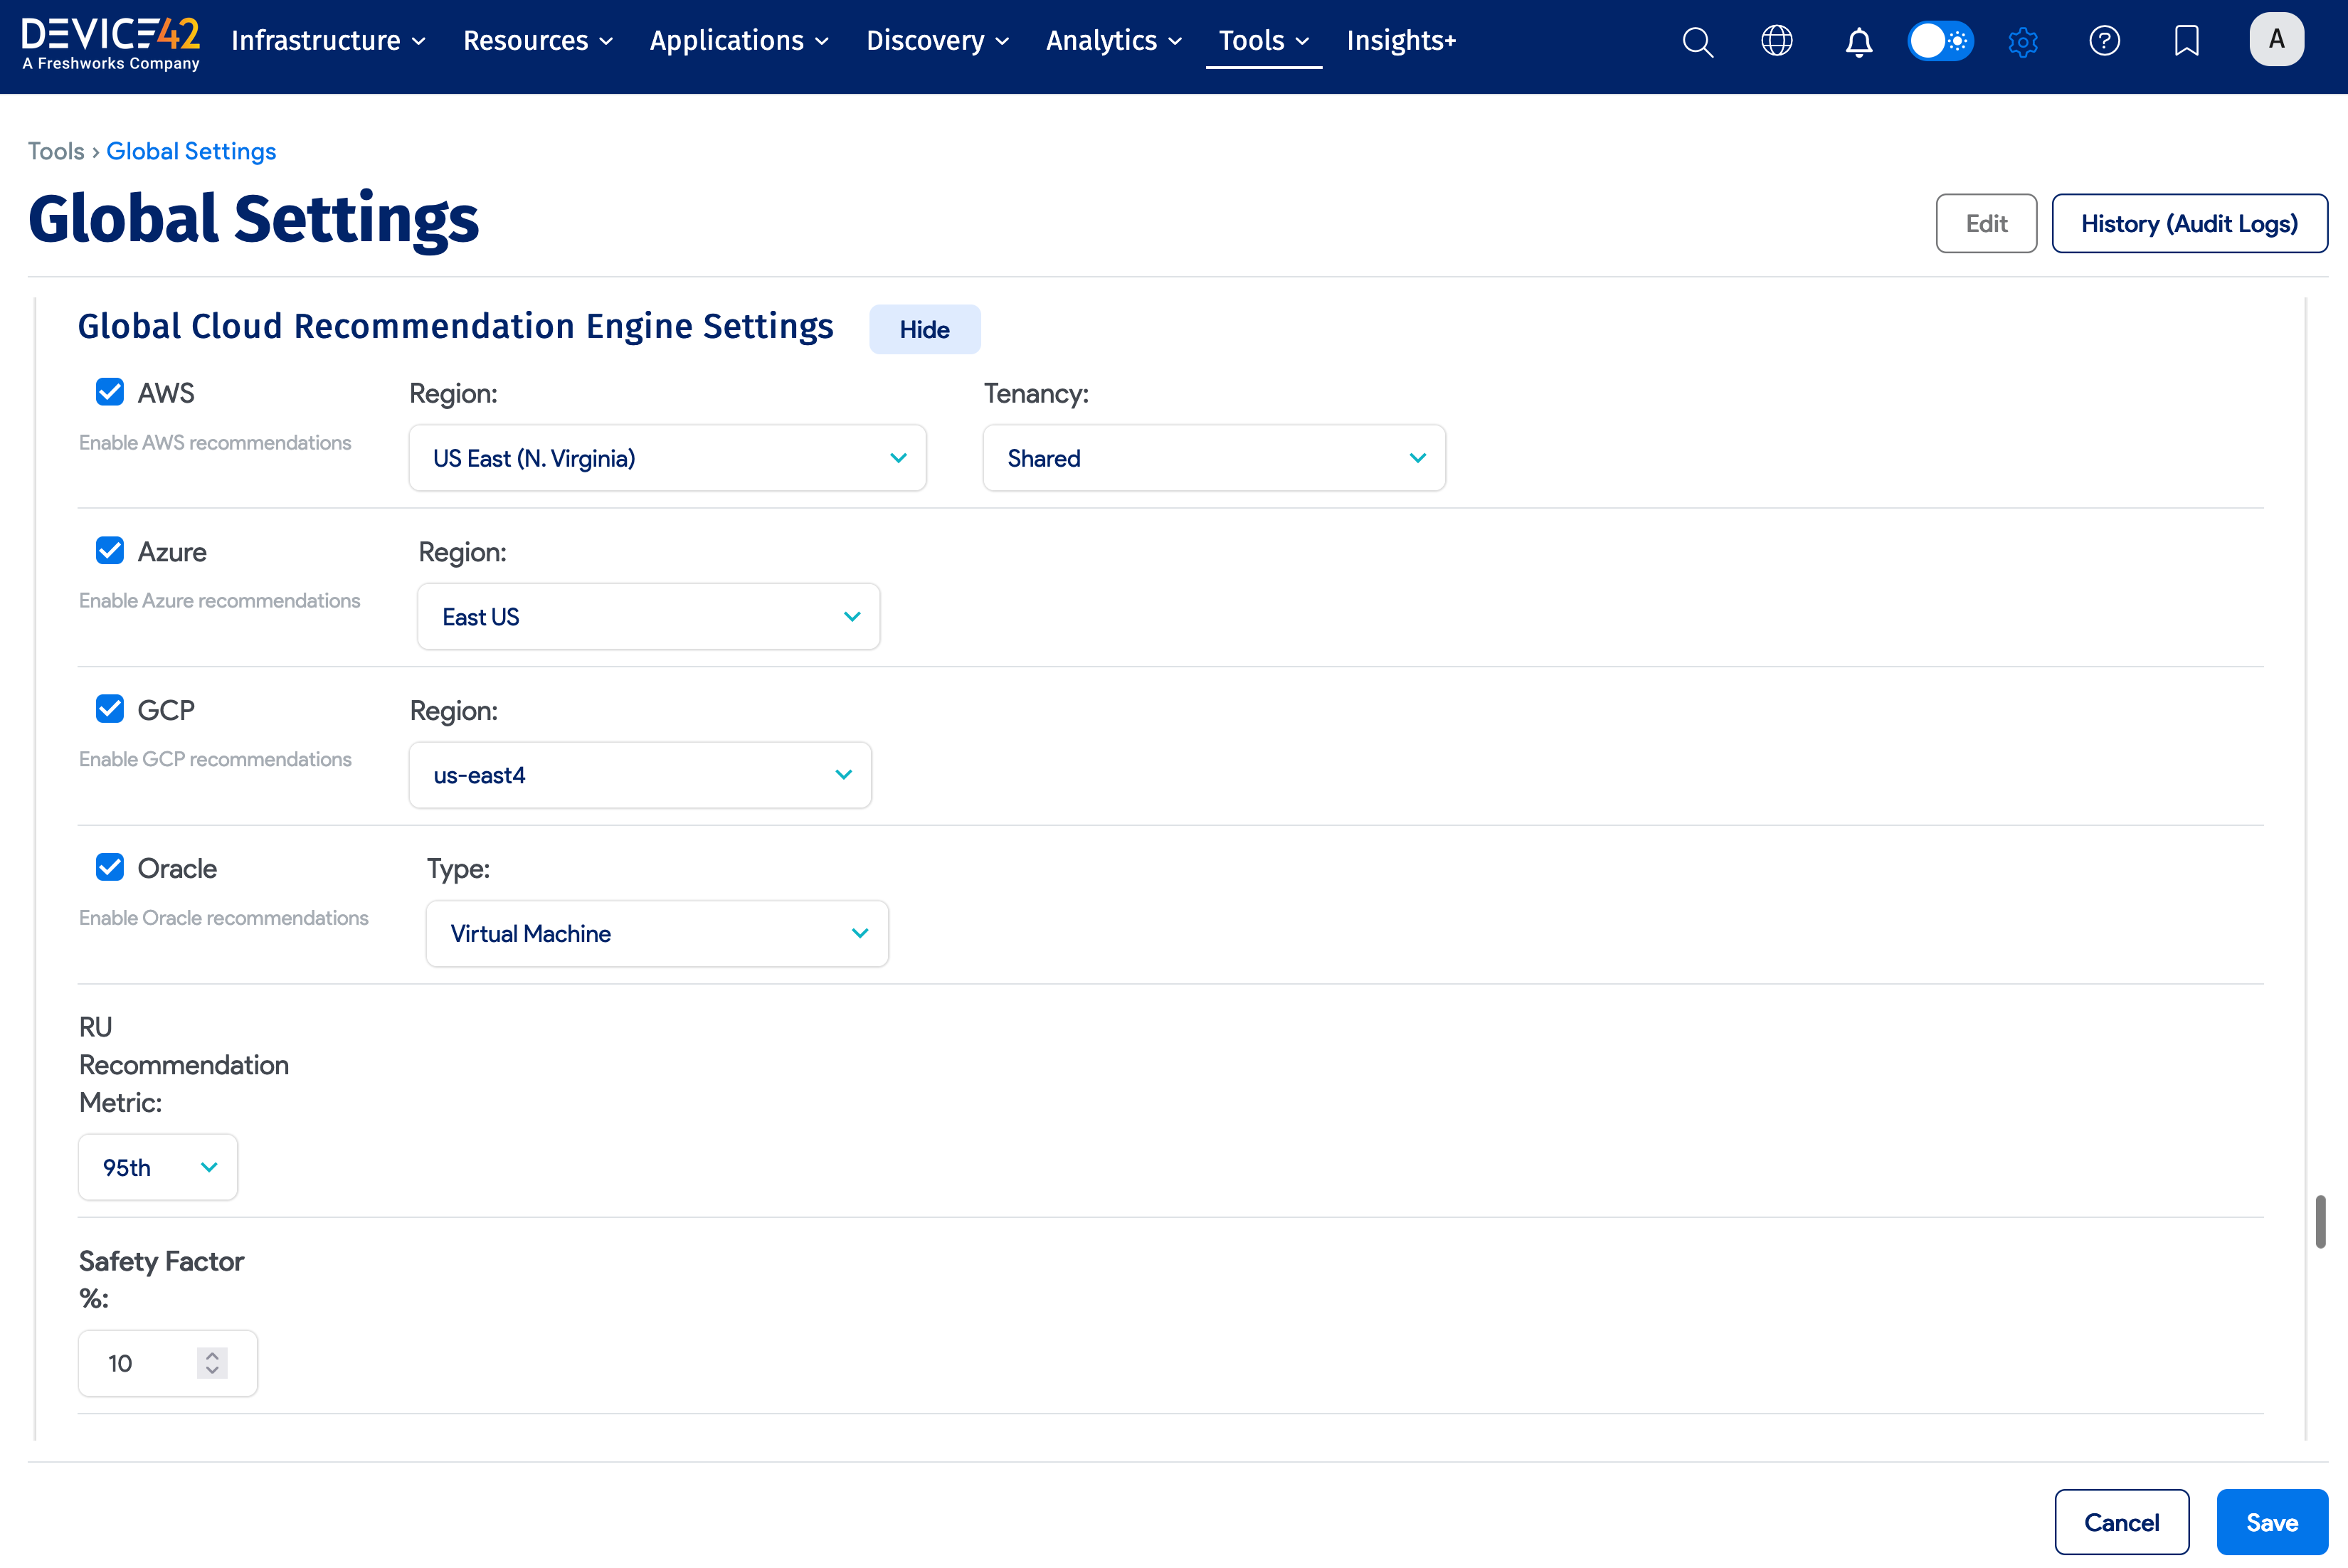 DEVICE42
A Freshworks Company
Infrastructure
Resources
Applications
Discovery
Analytics
Tools
Insights+
A
Tools › Global Settings
Global Settings
Edit
History (Audit Logs)
Global Cloud Recommendation Engine Settings
Hide
AWS
Region:
Tenancy:
Enable AWS recommendations
US East (N. Virginia)
Shared
Azure
Region:
Enable Azure recommendations
East US
GCP
Region:
Enable GCP recommendations
us-east4
Oracle
Type:
Enable Oracle recommendations
Virtual Machine
RU
Recommendation
Metric:
95th
Safety Factor
%:
10
Cancel
Save